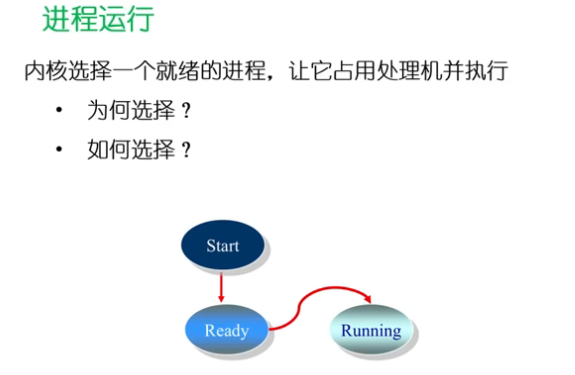 进程运行
内核选择一个就绪的进程，让它占用处理机并执行
• 为何选择？
• 如何选择？
Start
Ready
Running